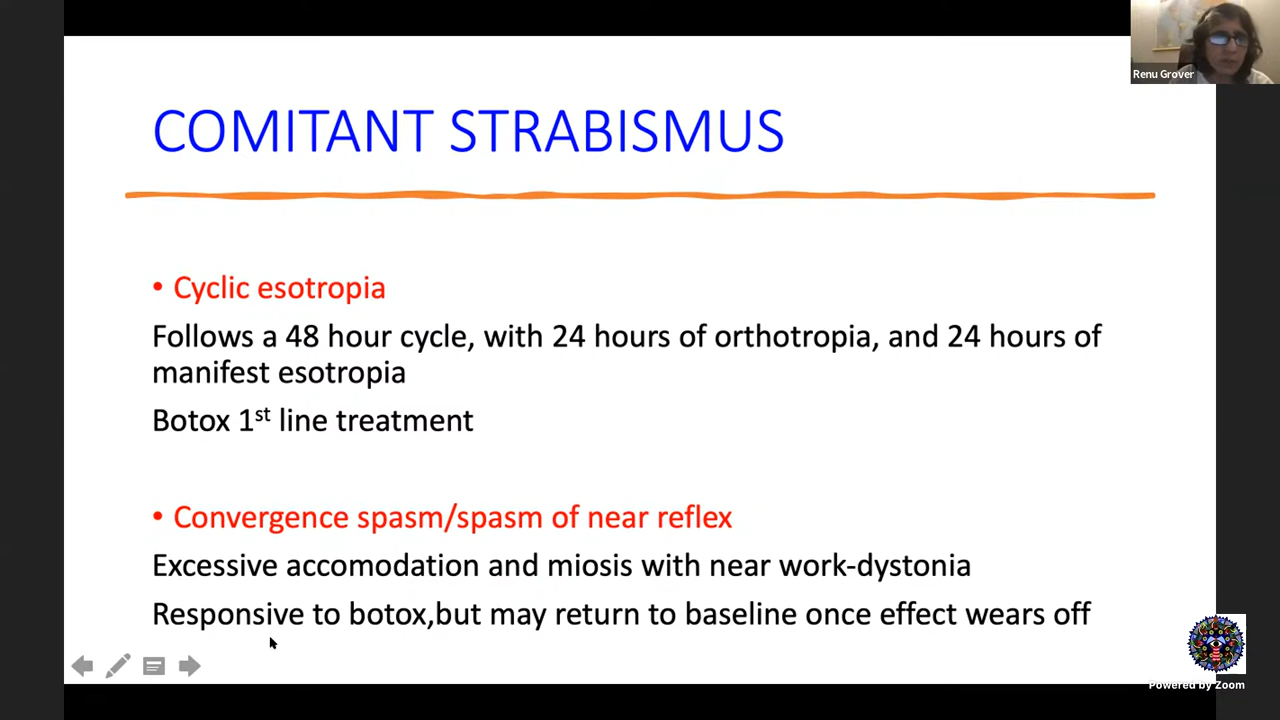 Renu Grover
COMITANT STRABISMUS
• Cyclic esotropia
Follows a 48 hour cycle, with 24 hours of orthotropia, and 24 hours of
manifest esotropia
Botox 1st line treatment
• Convergence spasm/spasm of near reflex
Excessive accomodation and miosis with near work-dystonia
Responsive to botox,but may return to baseline once effect wears off
Powered by Zoom